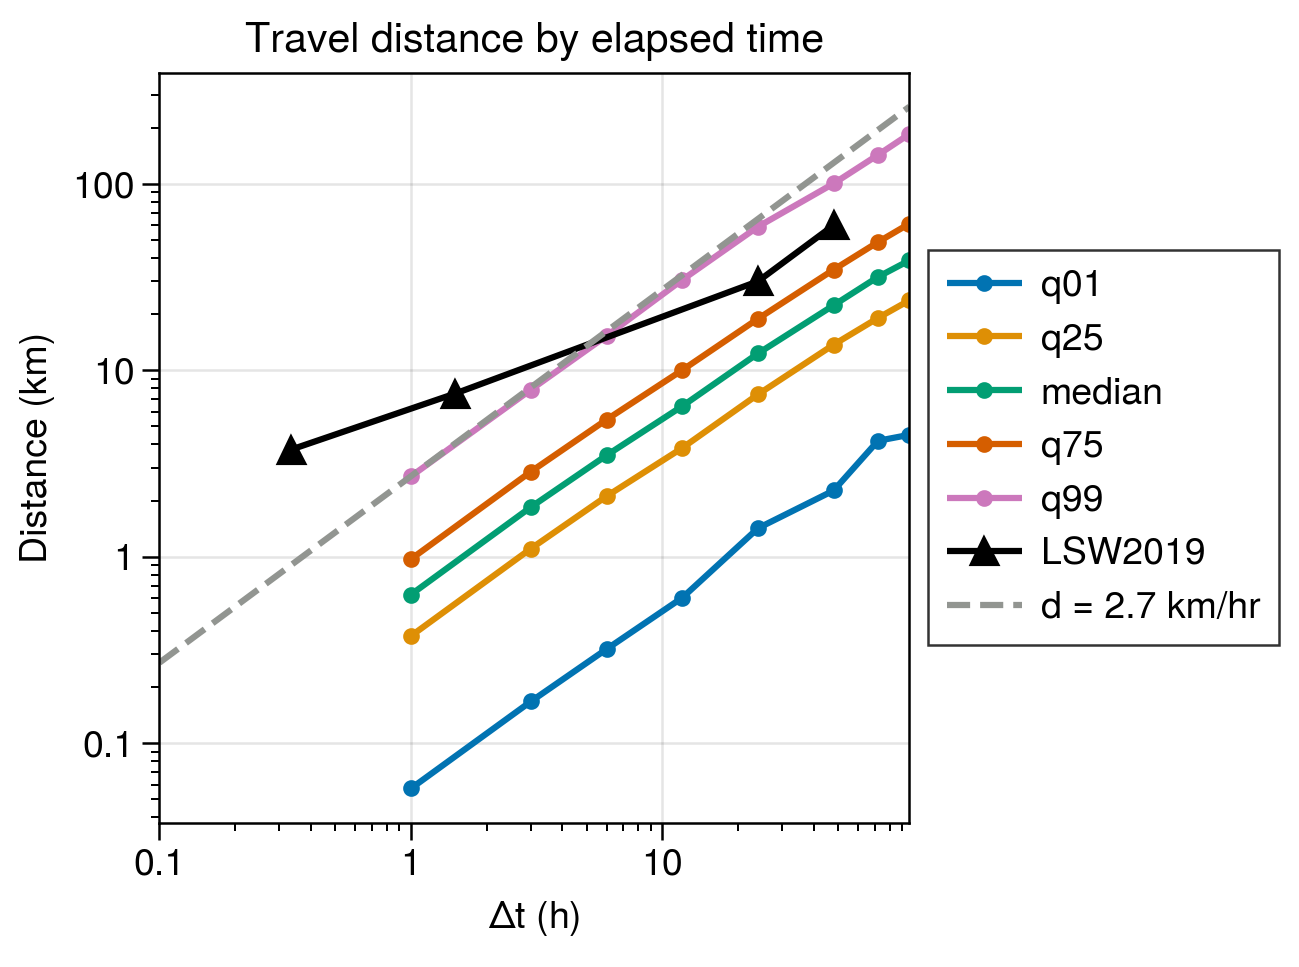 Travel distance by elapsed time
Distance (km)
100
10
1
0.1
0.1
1
10
Δt (h)
q01
q25
median
q75
q99
LSW2019
d = 2.7 km/hr